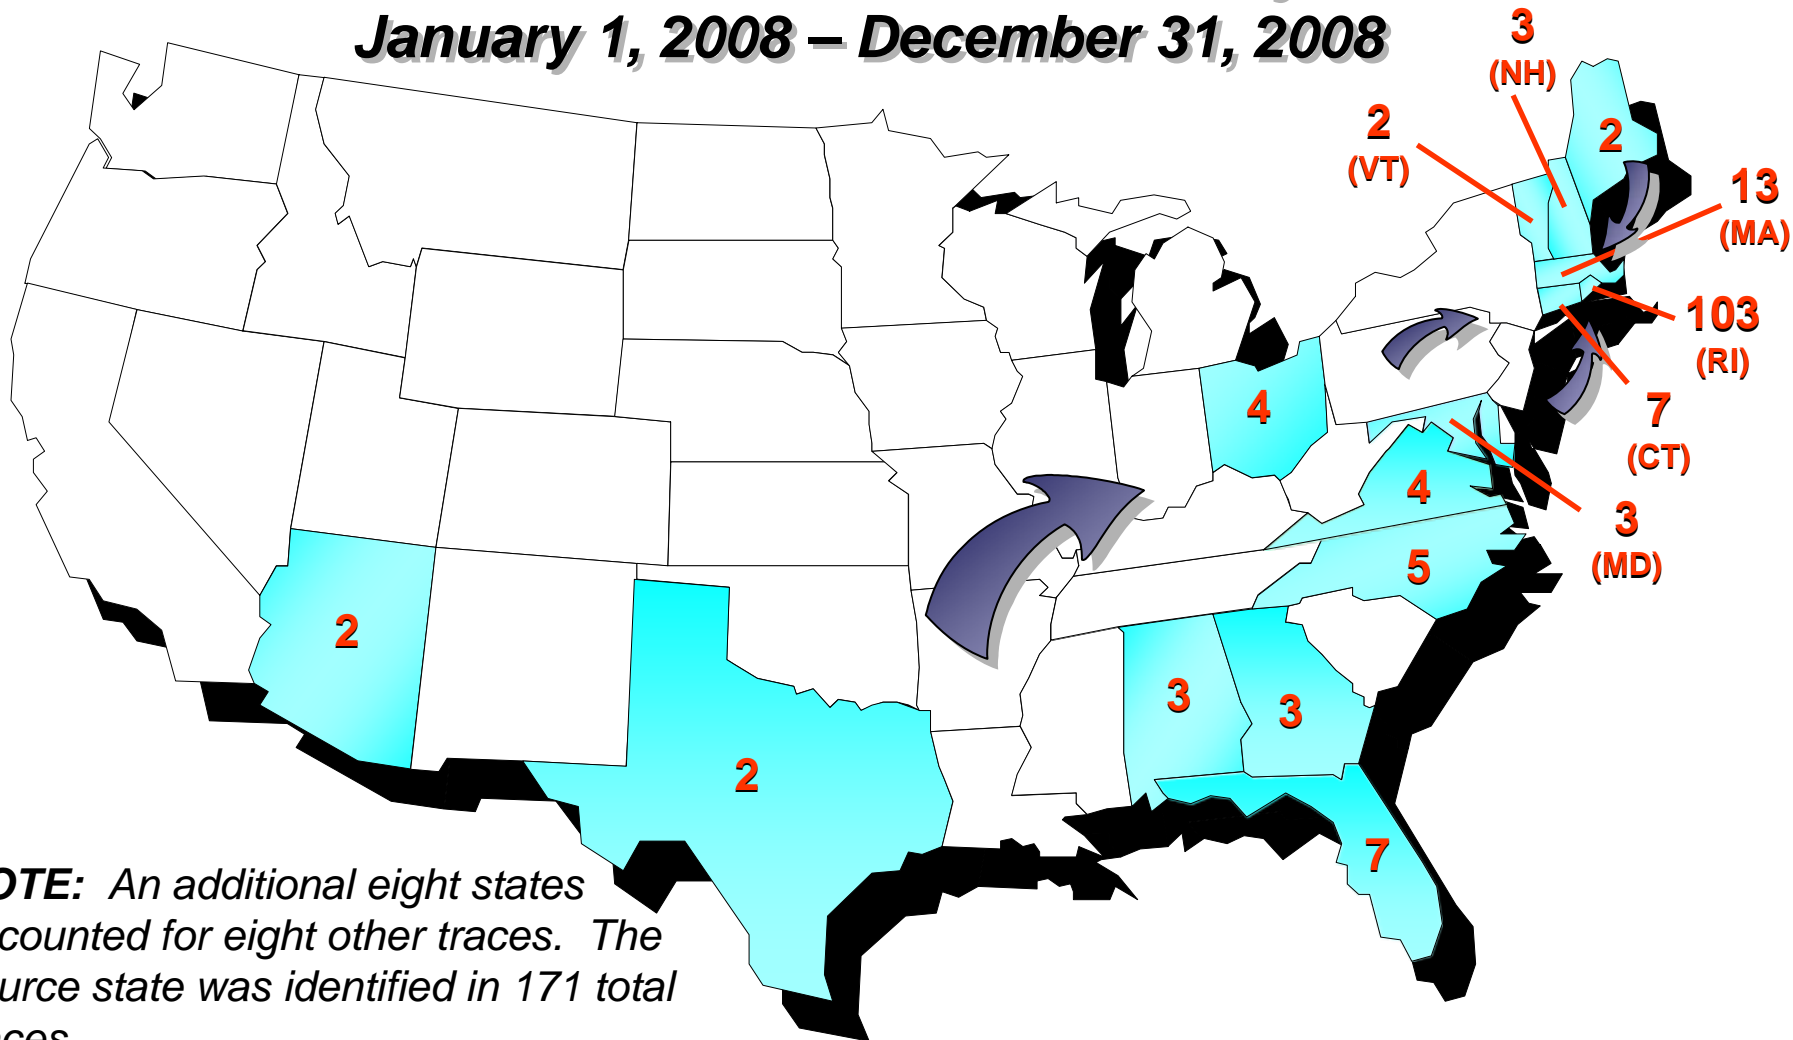 January 1, 2008 – December 31, 2008
3
(NH)
2
(VT)
2
13
(MA)
103
(RI)
7
(CT)
4
4
3
(MD)
5
2
3
3
2
7
OTE: An additional eight states
counted for eight other traces. The
urce state was identified in 171 total
ces